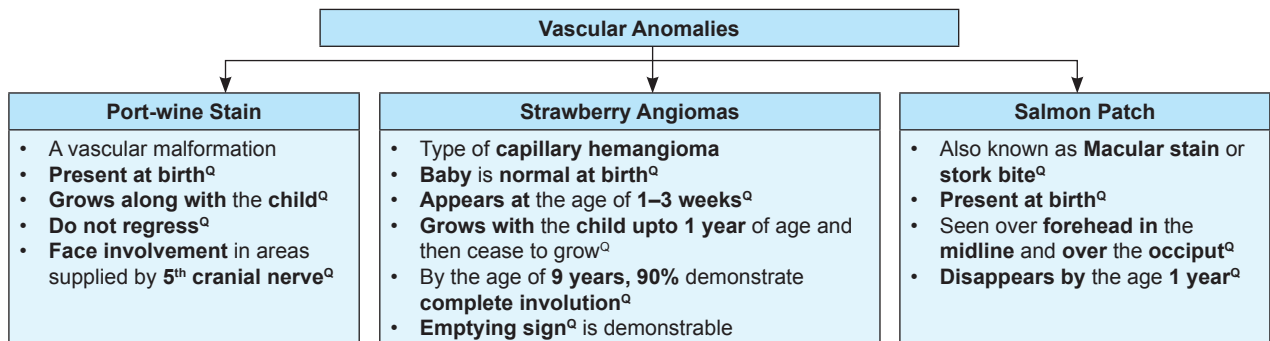 Vascular Anomalies
Port-wine Stain
• A vascular malformation
• Present at birthQ
• Grows along with the childQ
• Do not regressQ
• Face involvement in areas
supplied by 5th cranial nerveQ
Strawberry Angiomas
• Type of capillary hemangioma
• Baby is normal at birthQ
• Appears at the age of 1–3 weeksQ
• Grows with the child upto 1 year of age and
then cease to growQ
• By the age of 9 years, 90% demonstrate
complete involutionQ
• Emptying signQ is demonstrable
Salmon Patch
• Also known as Macular stain or
stork biteQ
• Present at birthQ
• Seen over forehead in the
midline and over the occiputQ
• Disappears by the age 1 yearQ